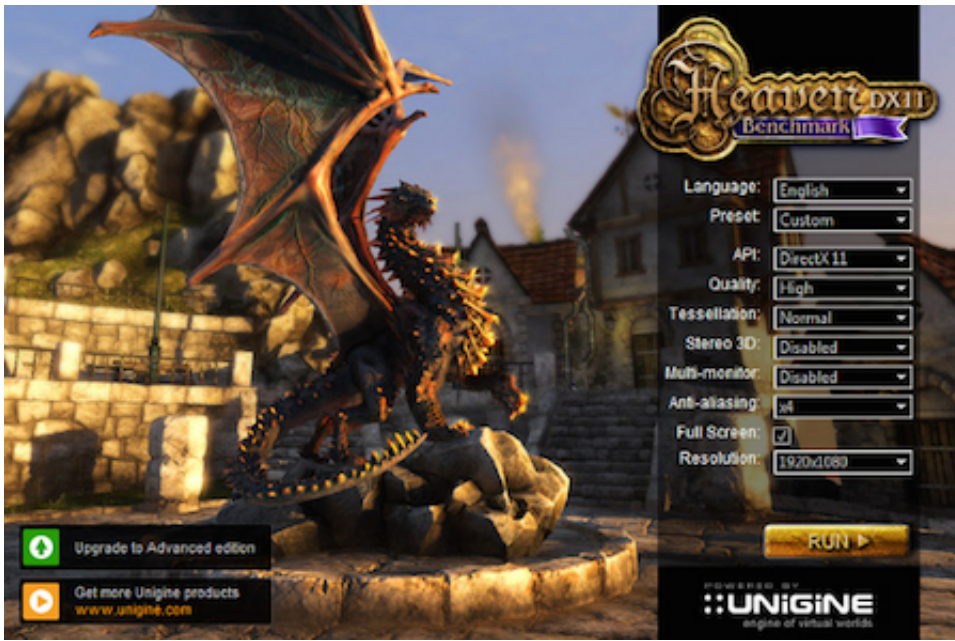 Heaven DX11
Benchmark
Language: English
Preset: Custom
API: DirectX 11
Quality: High
Tessellation: Normal
Stereo 3D: Disabled
Multi-monitor: Disabled
Anti-aliasing: x4
Full Screen:
Resolution: 1920x1080
RUN
Upgrade to Advanced edition
Get more Unigine products
www.unigine.com
POWERED BY
UNIGINE
engine of virtual worlds